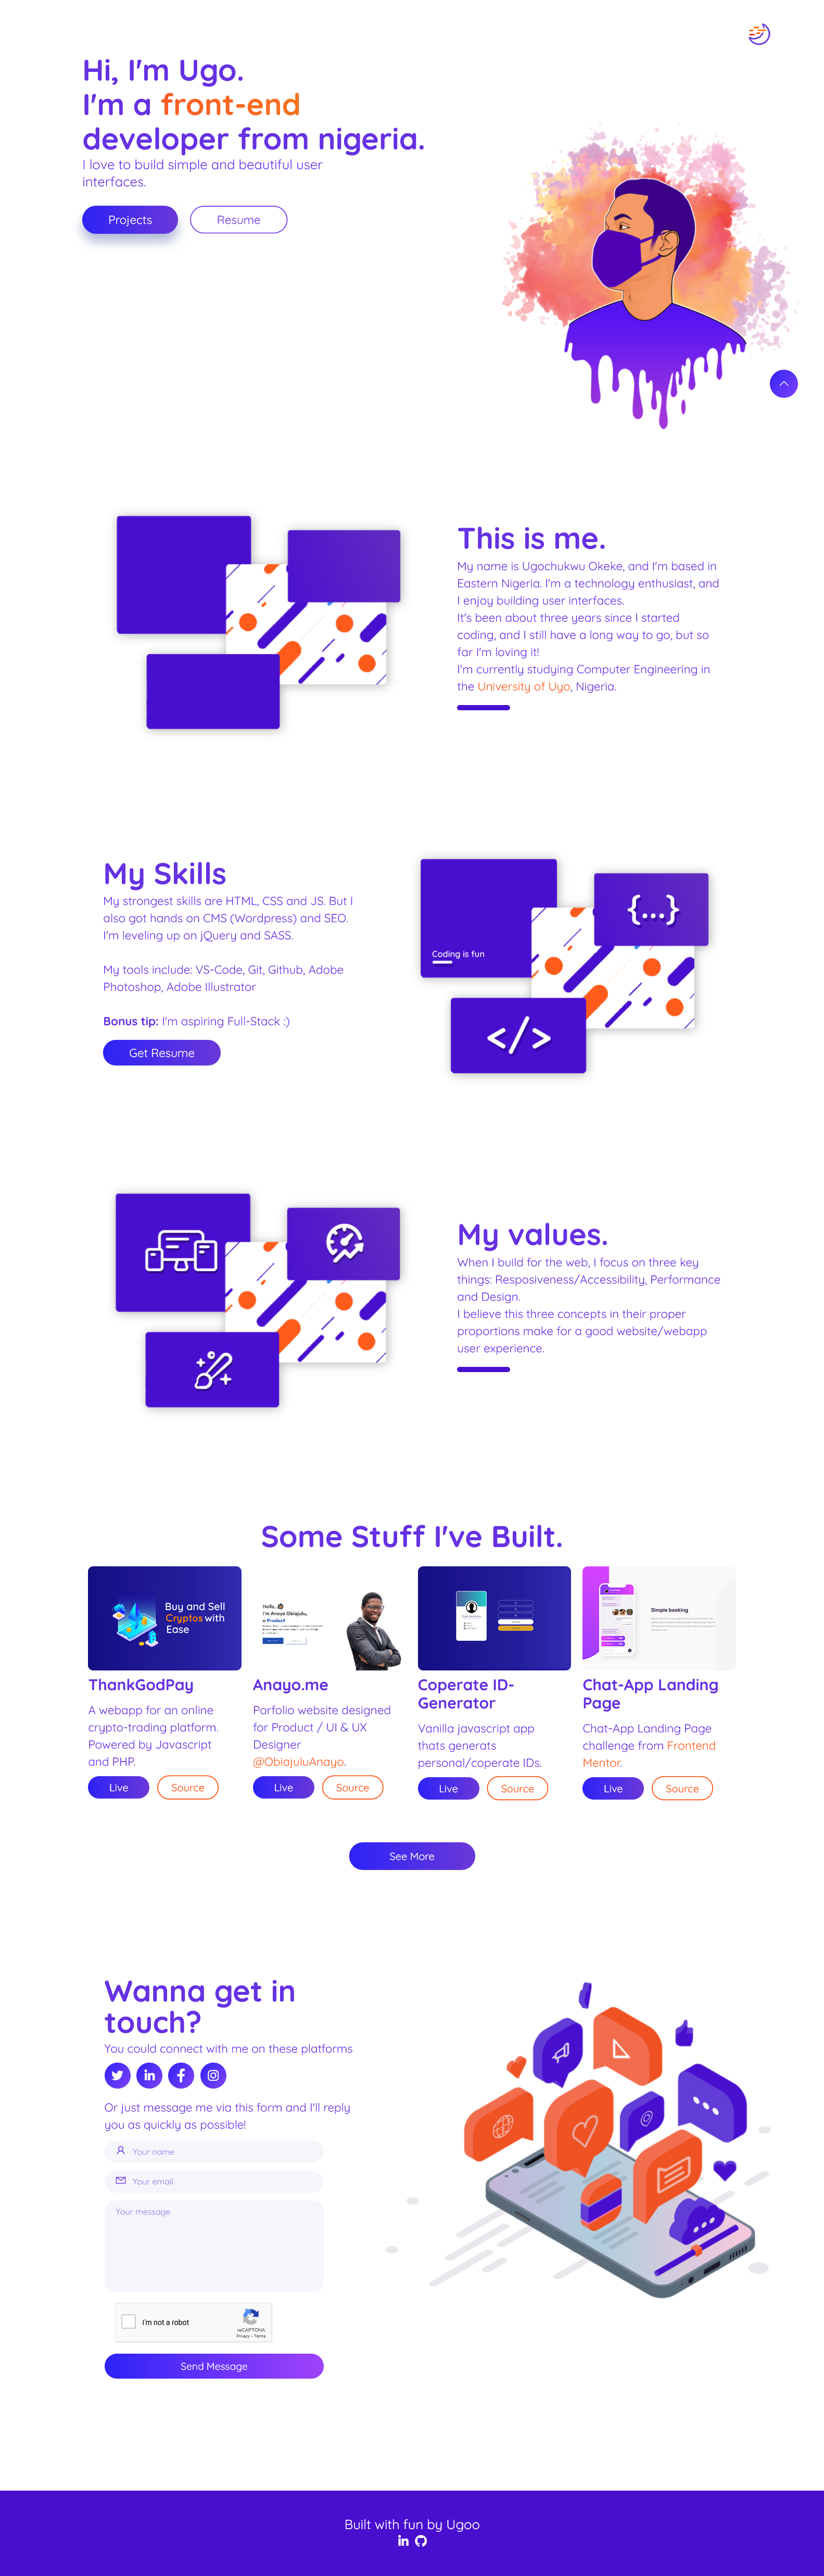 Hi, I'm Ugo.
I'm a front-end
developer from nigeria.
I love to build simple and beautiful user
interfaces.
Projects
Resume
This is me.
My name is Ugochukwu Okeke, and I'm based in
Eastern Nigeria. I'm a technology enthusiast, and
I enjoy building user interfaces.
It's been about three years since I started
coding, and I still have a long way to go, but so
far I'm loving it!
I'm currently studying Computer Engineering in
the University of Uyo, Nigeria.
My Skills
My strongest skills are HTML, CSS and JS. But I
also got hands on CMS (Wordpress) and SEO.
I'm leveling up on jQuery and SASS.
My tools include: VS-Code, Git, Github, Adobe
Photoshop, Adobe Illustrator
Bonus tip: I'm aspiring Full-Stack :)
Get Resume
Coding is fun
{...}
</>
My values.
When I build for the web, I focus on three key
things: Resposiveness/Accessibility, Performance
and Design.
I believe this three concepts in their proper
proportions make for a good website/webapp
user experience.
Some Stuff I've Built.
Buy and Sell
Cryptos with
Ease
ThankGodPay
A webapp for an online
crypto-trading platform.
Powered by Javascript
and PHP.
Live
Source
Hello,
I'm Anayo Obiajulu,
a Product
Anayo.me
Porfolio website designed
for Product / UI & UX
Designer
@ObiajuluAnayo.
Live
Source
Coperate ID-
Generator
Vanilla javascript app
thats generats
personal/coperate IDs.
Live
Source
Simple booking
Chat-App Landing
Page
Chat-App Landing Page
challenge from Frontend
Mentor.
Live
Source
See More
Wanna get in
touch?
You could connect with me on these platforms
Or just message me via this form and I'll reply
you as quickly as possible!
Your name
Your email
Your message
I'm not a robot
reCAPTCHA
Privacy - Terms
Send Message
Built with fun by Ugoo